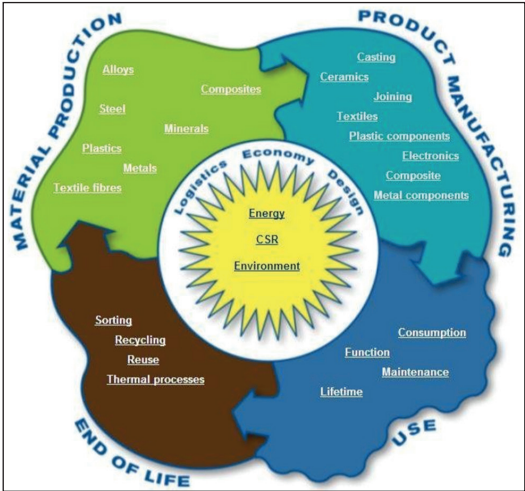 MATERIAL PRODUCTION
Alloys
Composites
Steel
Minerals
Plastics
Metals
Textile fibres
PRODUCT MANUFACTURING
Casting
Ceramics
Joining
Textiles
Plastic components
Electronics
Composite
Metal components
Logistics Economy Design
Energy
CSR
Environment
Sorting
Recycling
Reuse
Thermal processes
END OF LIFE
Consumption
Function
Maintenance
Lifetime
USE